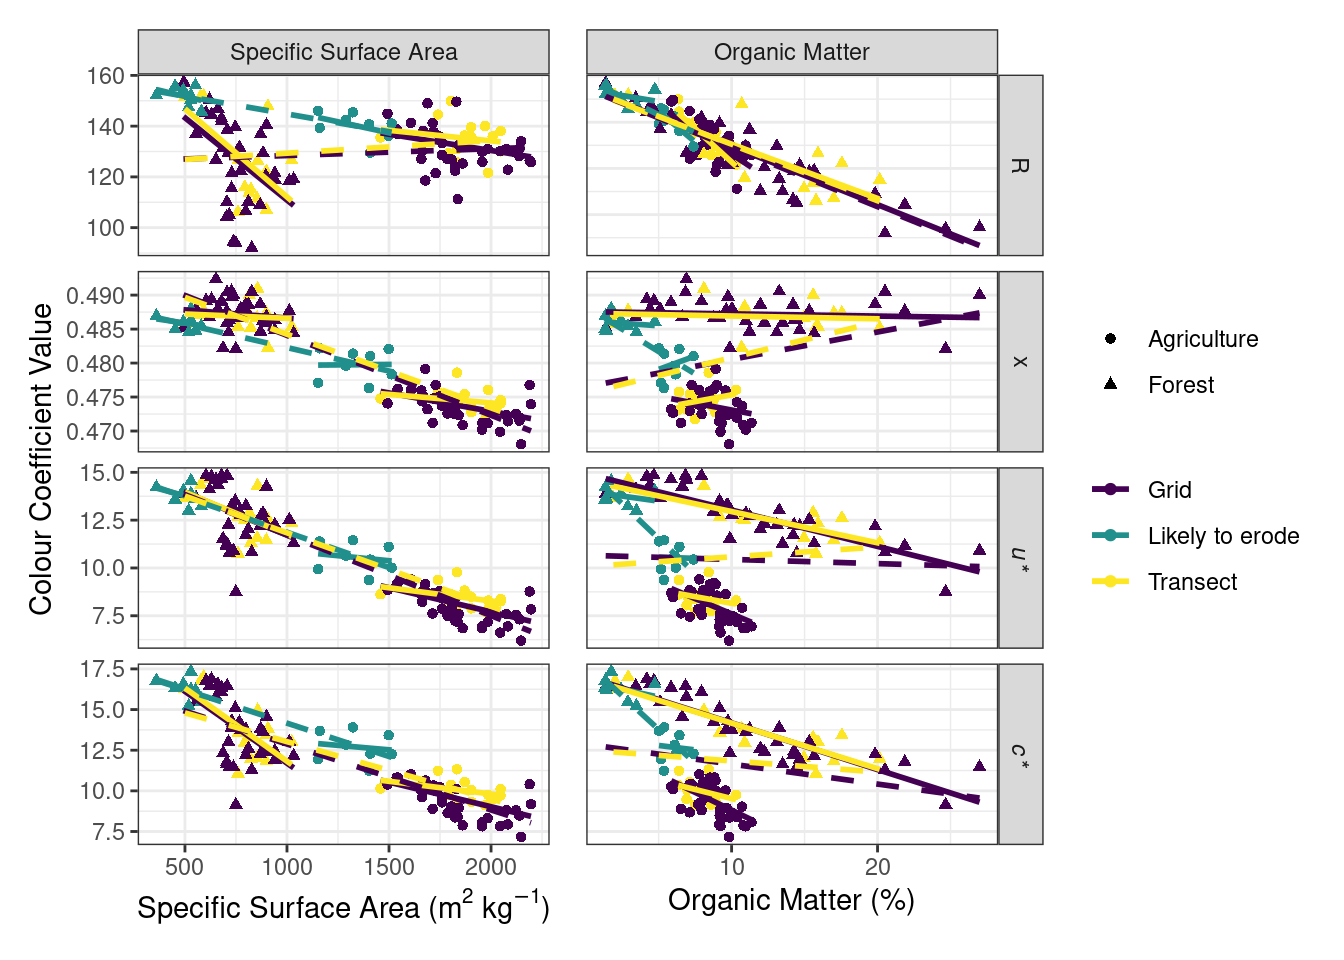 Specific Surface Area
Organic Matter
160
140
120
100
R
0.490
0.485
0.480
0.475
0.470
x
15.0
12.5
10.0
7.5
u*
17.5
15.0
12.5
10.0
7.5
c*
500
1000
1500
2000
10
20
Specific Surface Area (m² kg⁻¹)
Organic Matter (%)
Colour Coefficient Value
Agriculture
Forest
Grid
Likely to erode
Transect